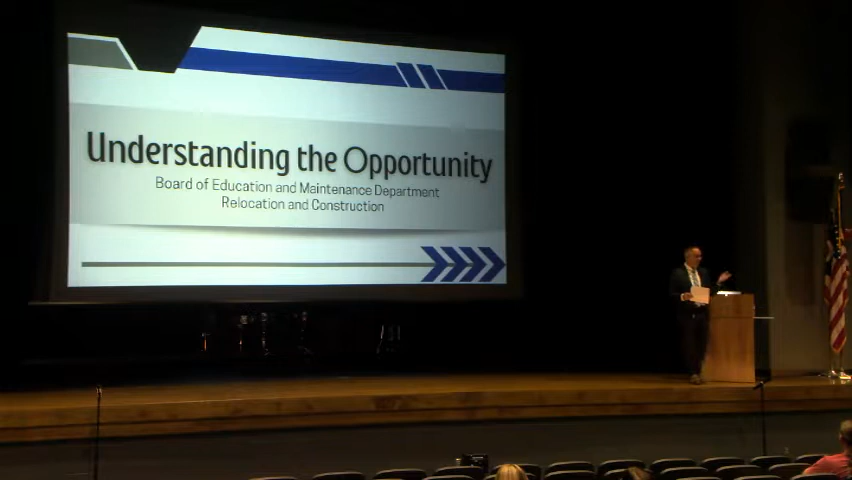 Understanding the Opportunity
Board of Education and Maintenance Department
Relocation and Construction